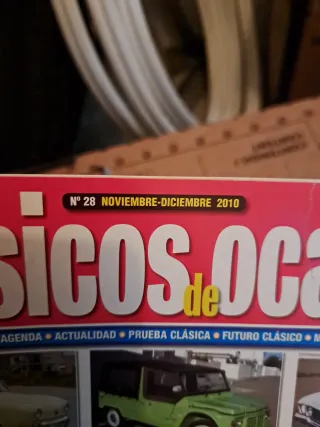 Nº 28 NOVIEMBRE-DICIEMBRE 2010
sicos de oca
AGENDA • ACTUALIDAD • PRUEBA CLÁSICA • FUTURO CLÁSICO • M